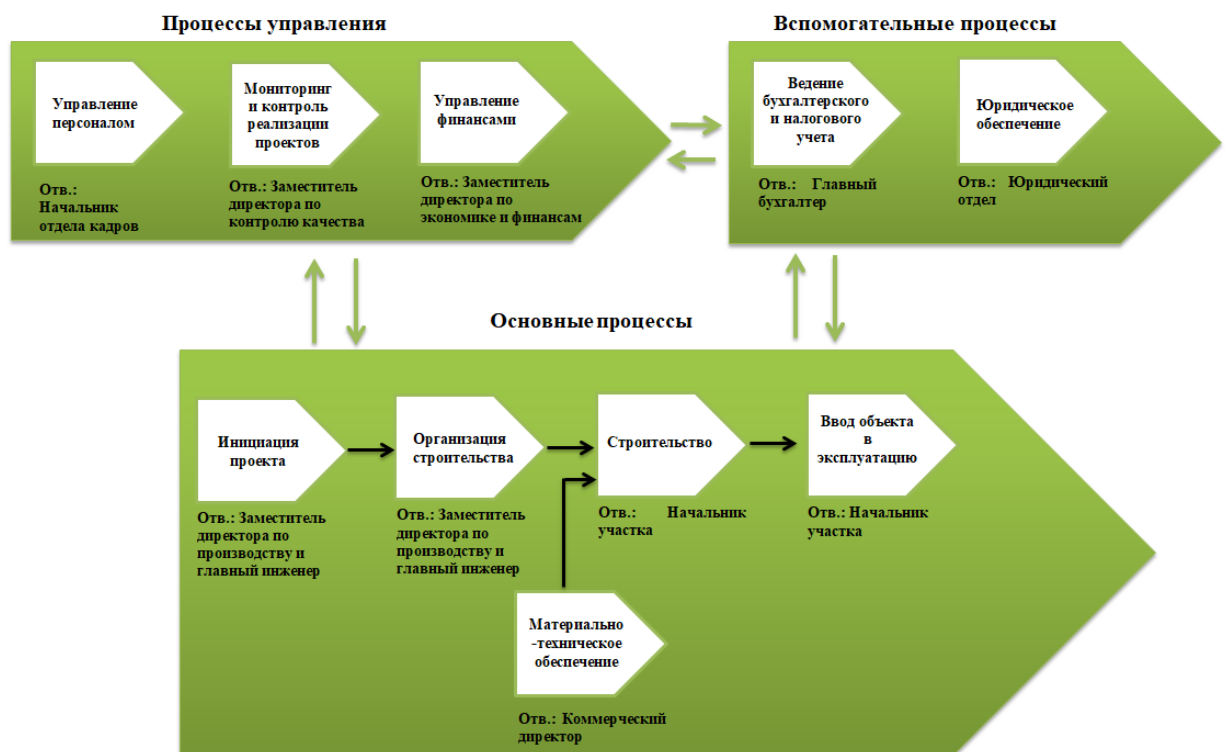 Процессы управления
Управление
персоналом
Отв.:
Начальник
отдела кадров
Мониторинг
и контроль
реализации
проектов
Отв.: Заместитель
директора по
контролю качества
Управление
финансами
Отв.: Заместитель
директора по
экономике и финансам
Вспомогательные процессы
Ведение
бухгалтерского
и налогового
учета
Отв.: Главный
бухгалтер
Юридическое
обеспечение
Отв.: Юридический
отдел
Основные процессы
Инициация
проекта
Отв.: Заместитель
директора по
производству и
главный инженер
Организация
строительства
Отв.: Заместитель
директора по
производству и
главный инженер
Строительство
Отв.: Начальник
участка
Ввод объекта
в
эксплуатацию
Отв.: Начальник
участка
Материально
-техническое
обеспечение
Отв.: Коммерческий
директор